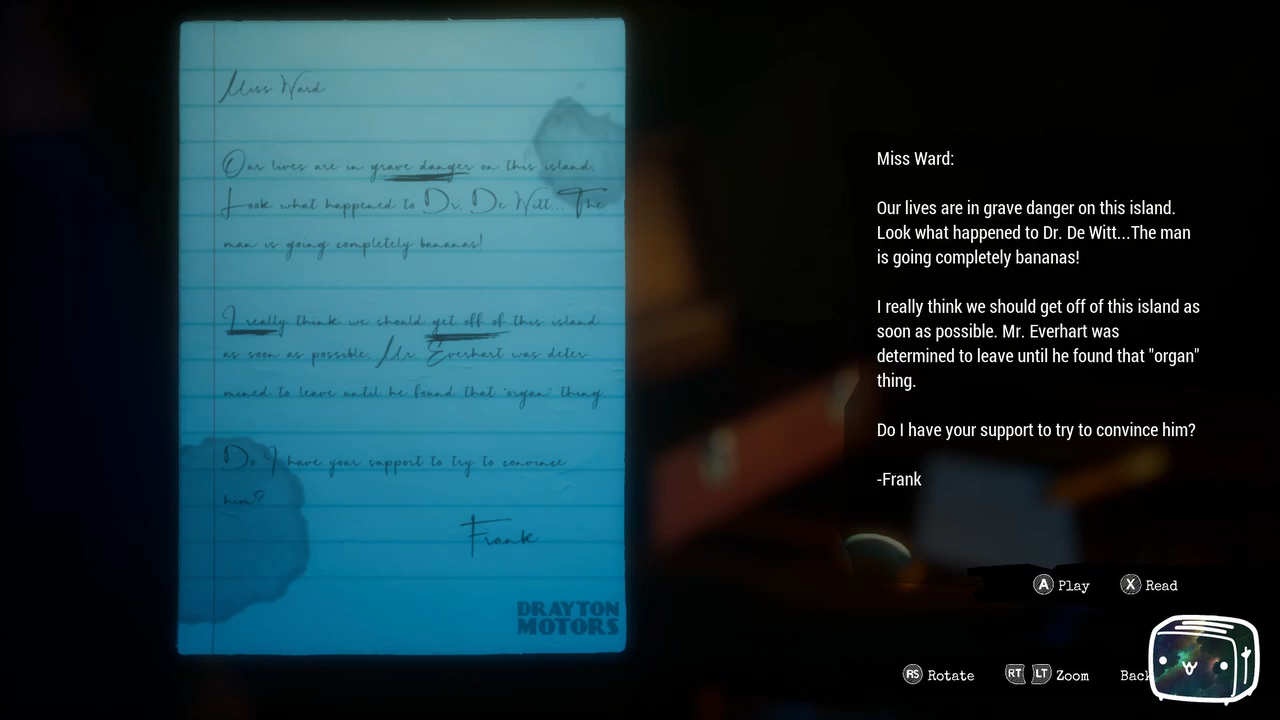 Miss Ward:
Our lives are in grave danger on this island.
Look what happened to Dr. De Witt... The
man is going completely bananas!
I really think we should get off of this island
as soon as possible. Mr. Everhart was deter-
mined to leave until he found that "organ" thing.
Do I have your support to try to convince
him?
Frank
DRAYTON
MOTORS
Miss Ward:
Our lives are in grave danger on this island.
Look what happened to Dr. De Witt...The man
is going completely bananas!
I really think we should get off of this island as
soon as possible. Mr. Everhart was
determined to leave until he found that "organ"
thing.
Do I have your support to try to convince him?
-Frank
A Play X Read
RS Rotate RT LT Zoom Back